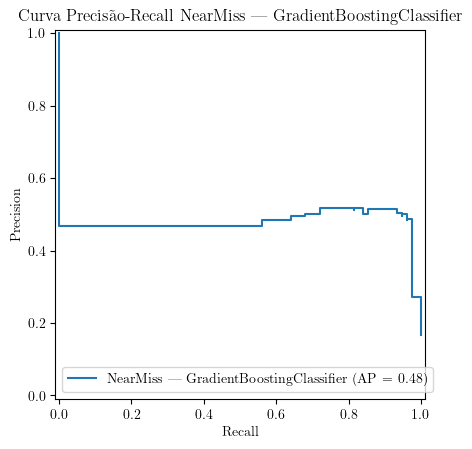 Curva Precisão-Recall NearMiss — GradientBoostingClassifier
1.0
0.8
0.6
0.4
0.2
0.0
Precision
0.0 0.2 0.4 0.6 0.8 1.0
Recall
NearMiss — GradientBoostingClassifier (AP = 0.48)